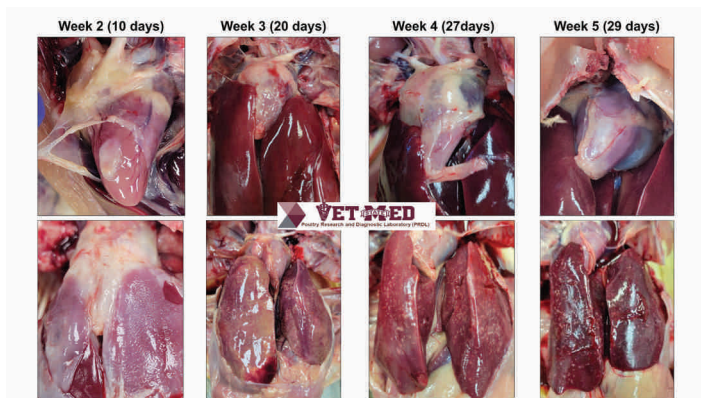 Week 2 (10 days)
Week 3 (20 days)
Week 4 (27days)
Week 5 (29 days)
VET MED
Poultry Research and Diagnostic Laboratory (PRDL)